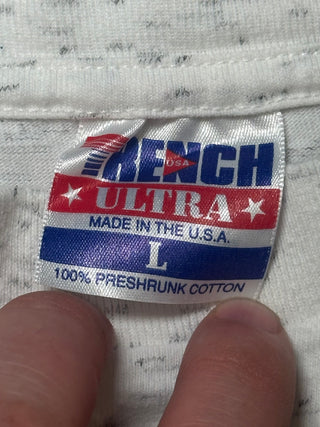 TRENCH
USA
ULTRA
MADE IN THE U.S.A.
L
100% PRESHRUNK COTTON